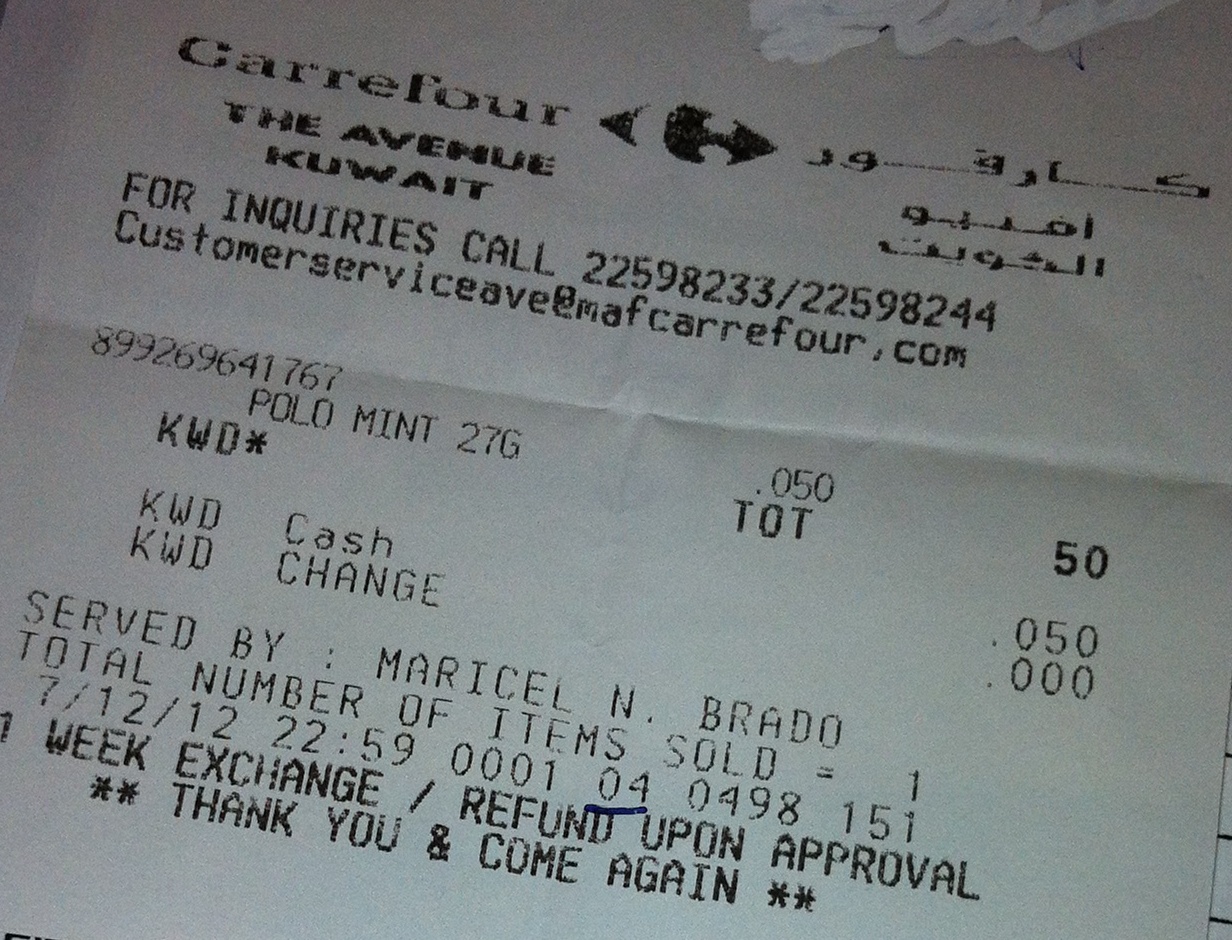 Carrefour كارفور
THE AVENUE افنيو
KUWAIT الكويت
FOR INQUIRIES CALL 22598233/22598244
Customerserviceave@mafcarrefour.com
899269641767
POLO MINT 27G .050
KWD* TOT 50
KWD Cash .050
KWD CHANGE .000
SERVED BY : MARICEL N. BRADO
TOTAL NUMBER OF ITEMS SOLD = 1
7/12/12 22:59 0001 04 0498 151
1 WEEK EXCHANGE / REFUND UPON APPROVAL
** THANK YOU & COME AGAIN **